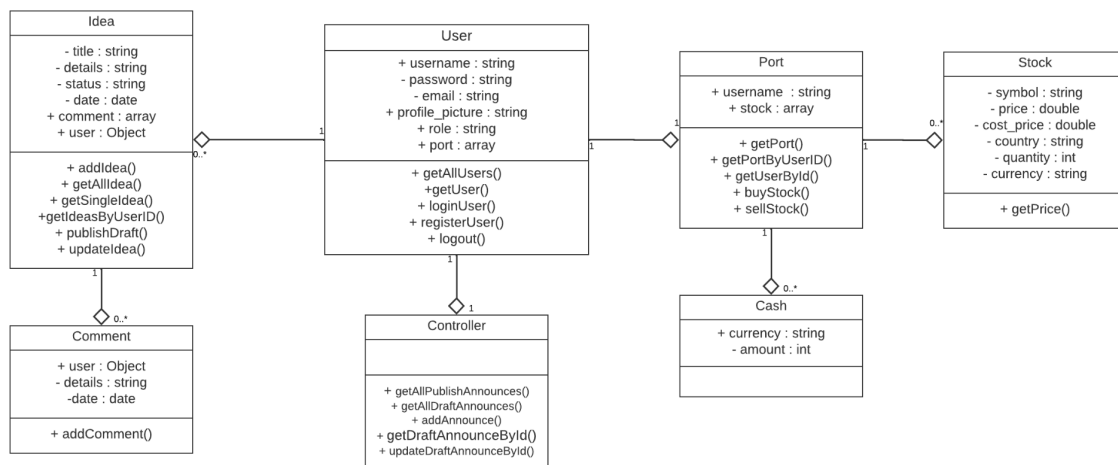 Idea
- title : string
- details : string
- status : string
- date : date
+ comment : array
+ user : Object
+ addIdea()
+ getAllIdea()
+ getSingleIdea()
+getIdeasByUserID()
+ publishDraft()
+ updateIdea()
0..*
1
1
0..*
Comment
+ user : Object
- details : string
-date : date
+ addComment()
User
+ username : string
- password : string
- email : string
+ profile_picture : string
+ role : string
+ port : array
+ getAllUsers()
+getUser()
+ loginUser()
+ registerUser()
+ logout()
1
1
1
Controller
+ getAllPublishAnnounces()
+ getAllDraftAnnounces()
+ addAnnounce()
+ getDraftAnnounceById()
+ updateDraftAnnounceById()
1
Port
+ username : string
+ stock : array
+ getPort()
+ getPortByUserID()
+ getUserById()
+ buyStock()
+ sellStock()
1
1
0..*
Cash
+ currency : string
- amount : int
0..*
Stock
- symbol : string
- price : double
- cost_price : double
- country : string
- quantity : int
- currency : string
+ getPrice()